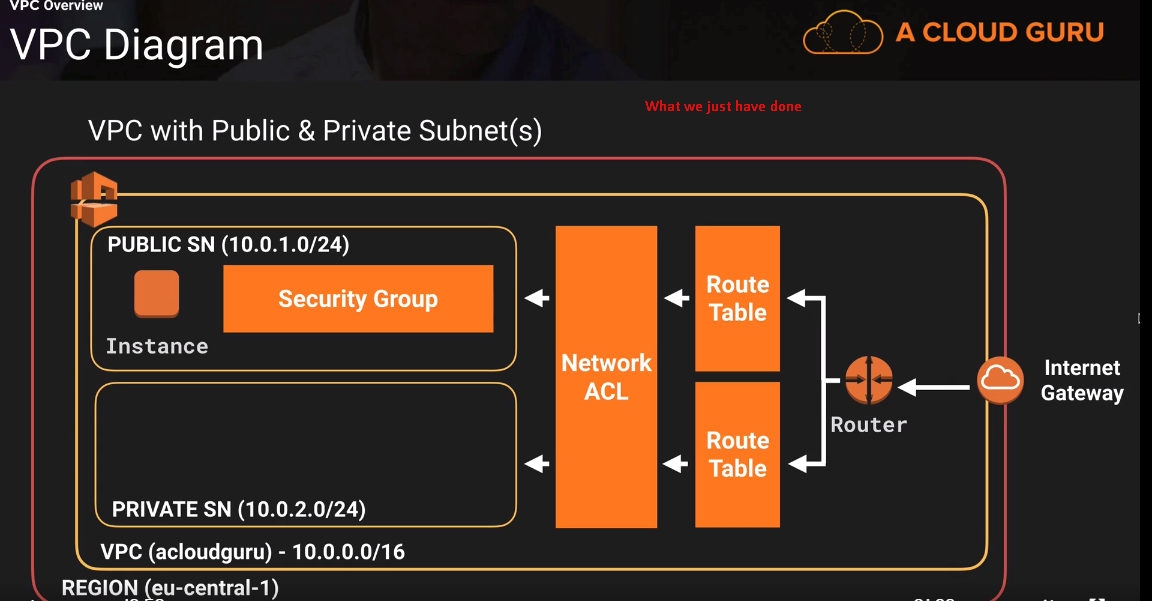 VPC Overview
VPC Diagram
A CLOUD GURU
What we just have done
VPC with Public & Private Subnet(s)
PUBLIC SN (10.0.1.0/24)
Security Group
Instance
Network
ACL
Route
Table
Route
Table
Router
Internet
Gateway
PRIVATE SN (10.0.2.0/24)
VPC (acloudguru) - 10.0.0.0/16
REGION (eu-central-1)